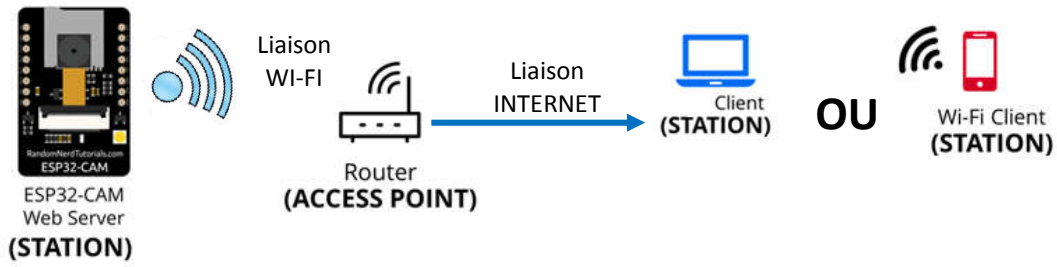 RandomNerdTutorials.com
ESP32-CAM
ESP32-CAM
Web Server
(STATION)
Liaison
WI-FI
Router
(ACCESS POINT)
Liaison
INTERNET
Client
(STATION)
OU
Wi-Fi Client
(STATION)